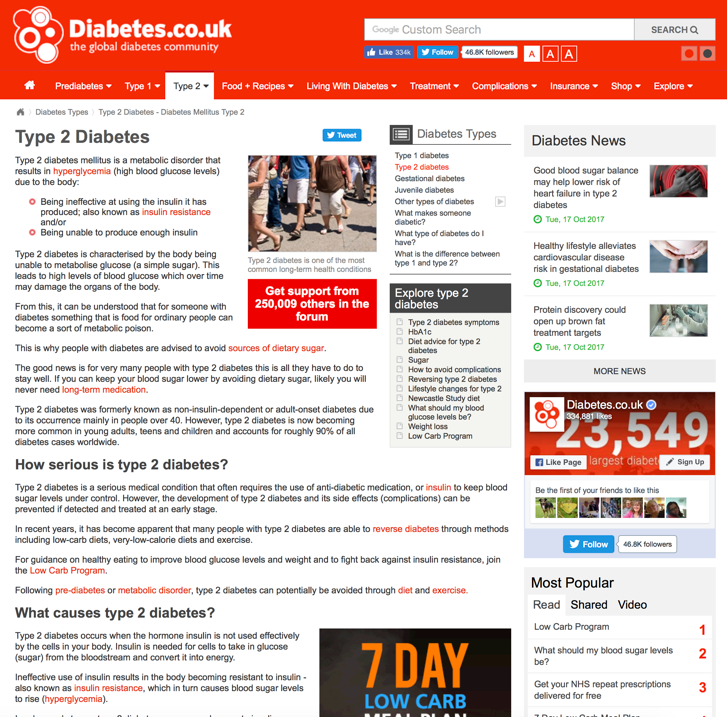 Diabetes.co.uk
the global diabetes community
Google Custom Search
SEARCH
Like 334k
Follow
46.8K followers
A
A
A
Prediabetes
Type 1
Type 2
Food + Recipes
Living With Diabetes
Treatment
Complications
Insurance
Shop
Explore
Diabetes Types
Type 2 Diabetes - Diabetes Mellitus Type 2
Type 2 Diabetes
Tweet
Type 2 diabetes mellitus is a metabolic disorder that
results in hyperglycemia (high blood glucose levels)
due to the body:
Being ineffective at using the insulin it has
produced; also known as insulin resistance
and/or
Being unable to produce enough insulin
Type 2 diabetes is characterised by the body being
unable to metabolise glucose (a simple sugar). This
leads to high levels of blood glucose which over time
may damage the organs of the body.
From this, it can be understood that for someone with
diabetes something that is food for ordinary people can
become a sort of metabolic poison.
This is why people with diabetes are advised to avoid sources of dietary sugar.
The good news is for very many people with type 2 diabetes this is all they have to do to
stay well. If you can keep your blood sugar lower by avoiding dietary sugar, likely you will
never need long-term medication.
Type 2 diabetes was formerly known as non-insulin-dependent or adult-onset diabetes due
to its occurrence mainly in people over 40. However, type 2 diabetes is now becoming
more common in young adults, teens and children and accounts for roughly 90% of all
diabetes cases worldwide.
Type 2 diabetes is one of the most
common long-term health conditions
Get support from
250,009 others in the
forum
How serious is type 2 diabetes?
Type 2 diabetes is a serious medical condition that often requires the use of anti-diabetic medication, or insulin to keep blood
sugar levels under control. However, the development of type 2 diabetes and its side effects (complications) can be
prevented if detected and treated at an early stage.
In recent years, it has become apparent that many people with type 2 diabetes are able to reverse diabetes through methods
including low-carb diets, very-low-calorie diets and exercise.
For guidance on healthy eating to improve blood glucose levels and weight and to fight back against insulin resistance, join
the Low Carb Program.
Following pre-diabetes or metabolic disorder, type 2 diabetes can potentially be avoided through diet and exercise.
What causes type 2 diabetes?
Type 2 diabetes occurs when the hormone insulin is not used effectively
by the cells in your body. Insulin is needed for cells to take in glucose
(sugar) from the bloodstream and convert it into energy.
Ineffective use of insulin results in the body becoming resistant to insulin -
also known as insulin resistance, which in turn causes blood sugar levels
to rise (hyperglycemia).
7 DAY
LOW CARB
MEAL PLAN
Diabetes Types
Type 1 diabetes
Type 2 diabetes
Gestational diabetes
Juvenile diabetes
Other types of diabetes
What makes someone
diabetic?
What type of diabetes do I
have?
What is the difference between
type 1 and type 2?
Explore type 2
diabetes
Type 2 diabetes symptoms
HbA1c
Diet advice for type 2
diabetes
Sugar
How to avoid complications
Reversing type 2 diabetes
Lifestyle changes for type 2
Newcastle Study diet
What should my blood
glucose levels be?
Weight loss
Low Carb Program
Diabetes News
Good blood sugar balance
may help lower risk of
heart failure in type 2
diabetes
Tue, 17 Oct 2017
Healthy lifestyle alleviates
cardiovascular disease
risk in gestational diabetes
Tue, 17 Oct 2017
Protein discovery could
open up brown fat
treatment targets
Tue, 17 Oct 2017
MORE NEWS
Diabetes.co.uk
334,881 likes
23,549
largest diabet
Like Page
Sign Up
Be the first of your friends to like this
Follow
46.8K followers
Most Popular
Read
Shared
Video
Low Carb Program
1
What should my blood sugar levels
be?
2
Get your NHS repeat prescriptions
delivered for free
3